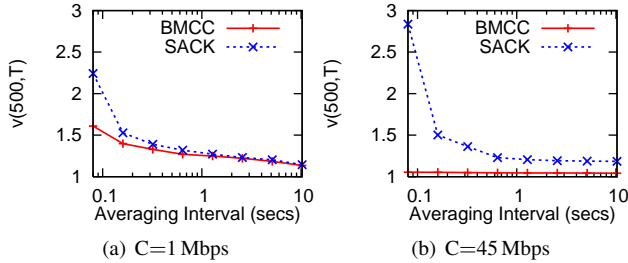 3
2.5
2
1.5
1
v(500,T)
BMCC
SACK
0.1
1
10
Averaging Interval (secs)
(a) C=1 Mbps
3
2.5
2
1.5
1
v(500,T)
BMCC
SACK
0.1
1
10
Averaging Interval (secs)
(b) C=45 Mbps